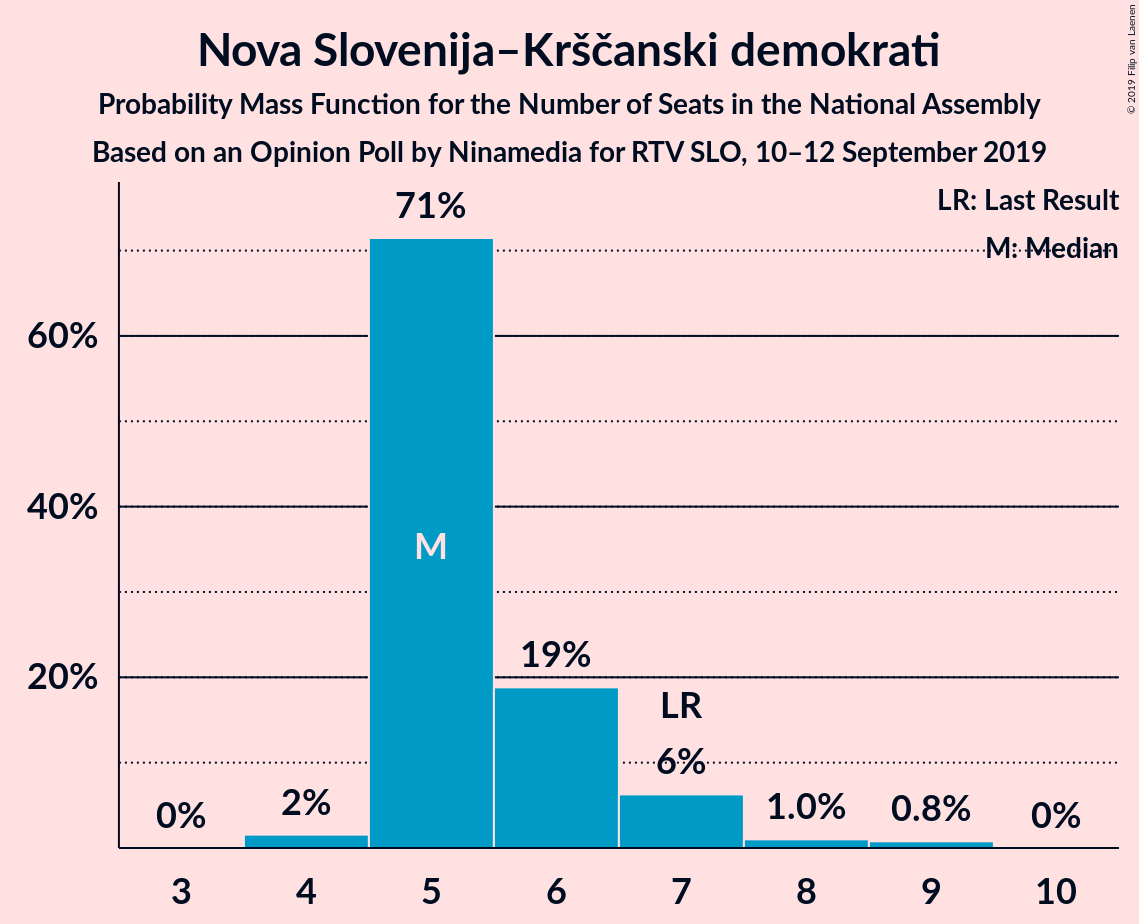 Nova Slovenija–Krščanski demokrati
Probability Mass Function for the Number of Seats in the National Assembly
Based on an Opinion Poll by Ninamedia for RTV SLO, 10–12 September 2019
© 2019 Filip van Laenen
LR: Last Result
M: Median
71%
60%
40%
M
19%
20%
LR
6%
0%
2%
1.0%
0.8%
0%
3 4 5 6 7 8 9 10